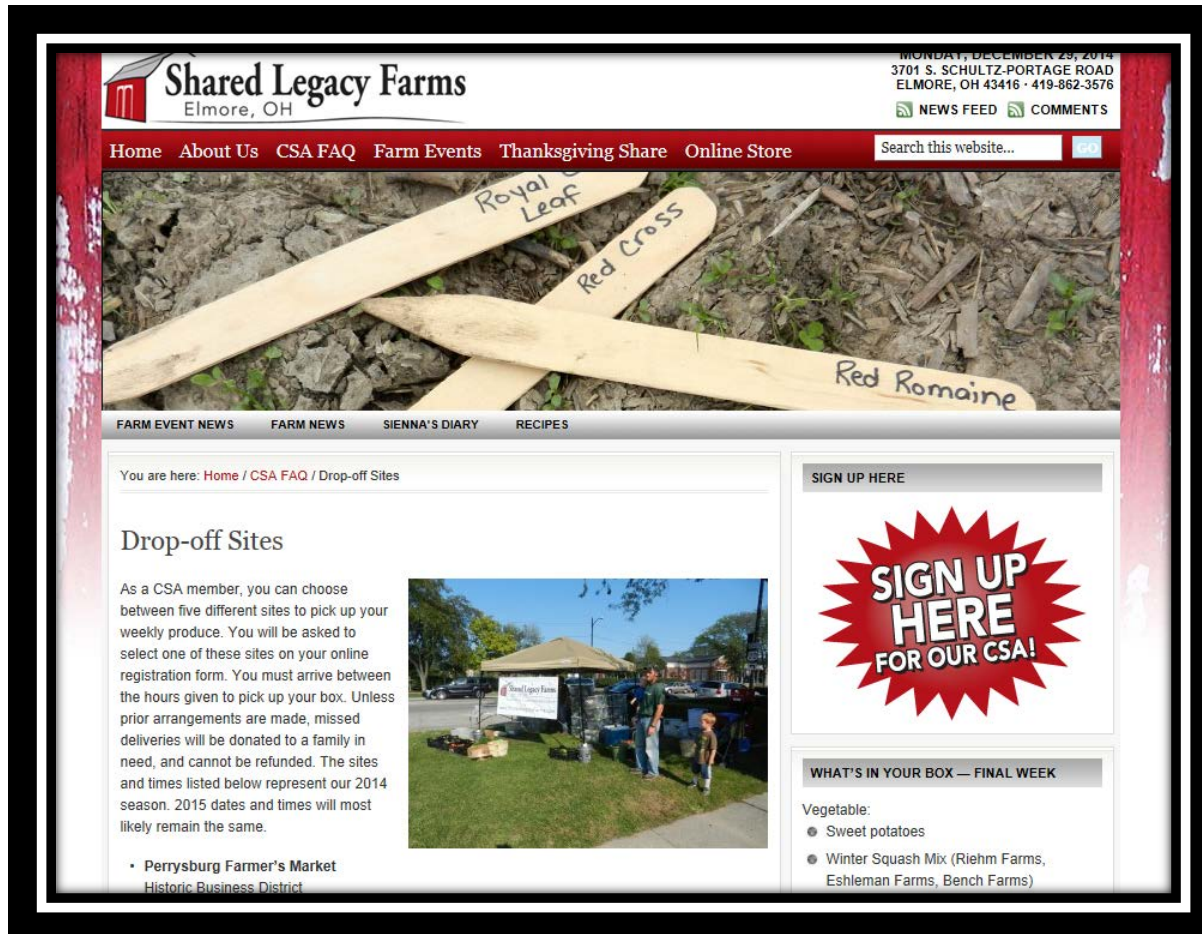 MONDAY, DECEMBER 29, 2014
3701 S. SCHULTZ-PORTAGE ROAD
ELMORE, OH 43416 · 419-862-3576
NEWS FEED COMMENTS
Shared Legacy Farms
Elmore, OH
Home About Us CSA FAQ Farm Events Thanksgiving Share Online Store
Search this website... GO
Royal
Leaf
Red Cross
Red Romaine
FARM EVENT NEWS FARM NEWS SIENNA'S DIARY RECIPES
You are here: Home / CSA FAQ / Drop-off Sites
Drop-off Sites
As a CSA member, you can choose
between five different sites to pick up your
weekly produce. You will be asked to
select one of these sites on your online
registration form. You must arrive between
the hours given to pick up your box. Unless
prior arrangements are made, missed
deliveries will be donated to a family in
need, and cannot be refunded. The sites
and times listed below represent our 2014
season. 2015 dates and times will most
likely remain the same.
Shared Legacy Farms
• Perrysburg Farmer's Market
Historic Business District
SIGN UP HERE
SIGN UP
HERE
FOR OUR CSA!
WHAT'S IN YOUR BOX — FINAL WEEK
Vegetable:
Sweet potatoes
Winter Squash Mix (Riehm Farms,
Eshleman Farms, Bench Farms)